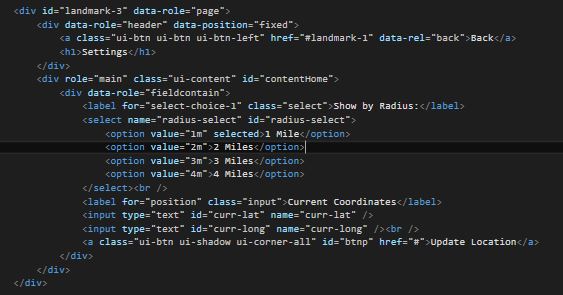 <div id="landmark-3" data-role="page">
<div data-role="header" data-position="fixed">
<a class="ui-btn ui-btn ui-btn-left" href="#landmark-1" data-rel="back">Back</a>
<h1>Settings</h1>
</div>
<div role="main" class="ui-content" id="contentHome">
<div data-role="fieldcontain">
<label for="select-choice-1" class="select">Show by Radius:</label>
<select name="radius-select" id="radius-select">
<option value="1m" selected>1 Mile</option>
<option value="2m">2 Miles</option>
<option value="3m">3 Miles</option>
<option value="4m">4 Miles</option>
</select><br />
<label for="position" class="input">Current Coordinates</label>
<input type="text" id="curr-lat" name="curr-lat" />
<input type="text" id="curr-long" name="curr-long" /><br />
<a class="ui-btn ui-shadow ui-corner-all" id="btnp" href="#">Update Location</a>
</div>
</div>
</div>